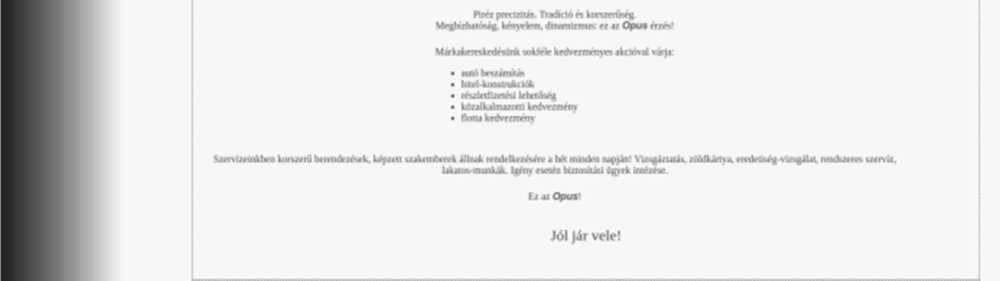 Piréz precizitás. Tradíció és korszerűség.
Megbízhatóság, kényelem, dinamizmus: ez az Opus érzés!
Márkakereskedésünk sokféle kedvezményes akcióval várja:
• autó beszámítás
• hitel-konstrukciók
• részletfizetési lehetőség
• közalkalmazotti kedvezmény
• flotta kedvezmény
Szervizeinkben korszerű berendezések, képzett szakemberek állnak rendelkezésére a hét minden napján! Vizsgáztatás, zöldkártya, eredetiség-vizsgálat, rendszeres szervíz,
lakatos-munkák. Igény esetén biztosítási ügyek intézése.
Ez az Opus!
Jól jár vele!